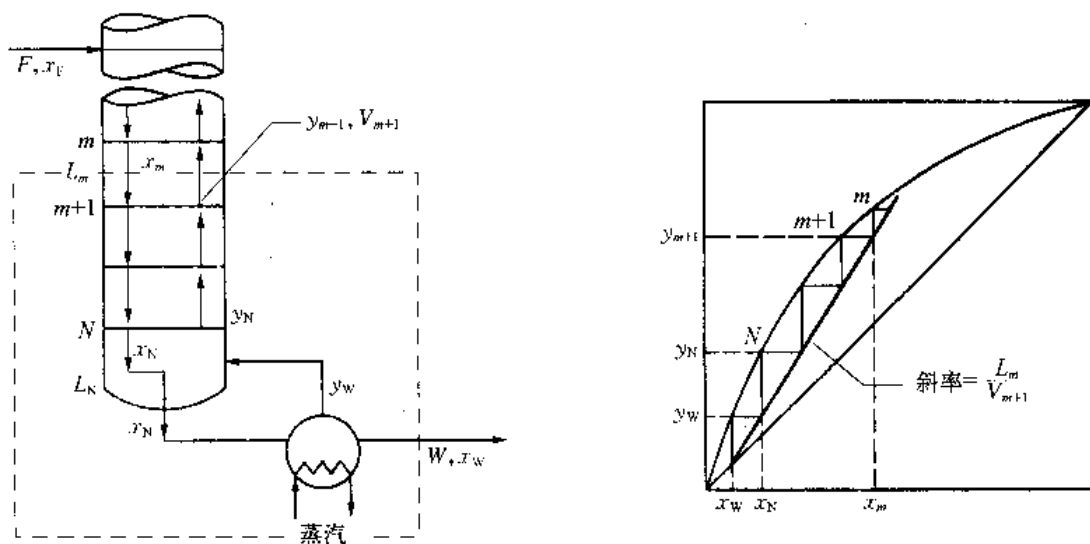 F, x_F
y_{m-1}, V_{m+1}
m
x_m
L_m
m+1
N
y_N
x_N
L_N
y_W
x_N
W, x_W
蒸汽
m
m+1
y_{m+1}
N
y_N
斜率= L_m / V_{m+1}
y_W
x_W x_N x_m